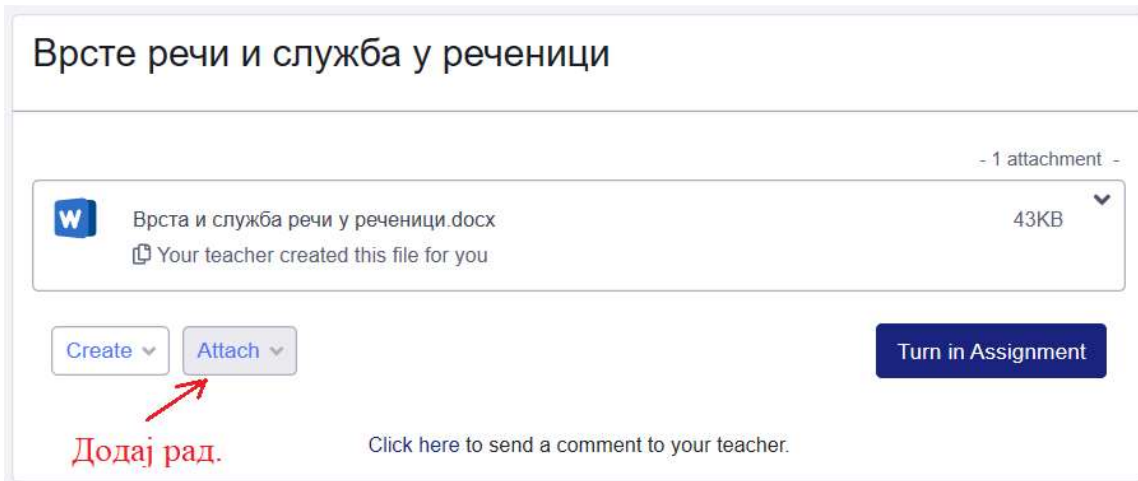 Врсте речи и служба у реченици
- 1 attachment -
W
Врста и служба речи у реченици.docx
43KB
Your teacher created this file for you
Create
Attach
Turn in Assignment
Додај рад.
Click here to send a comment to your teacher.